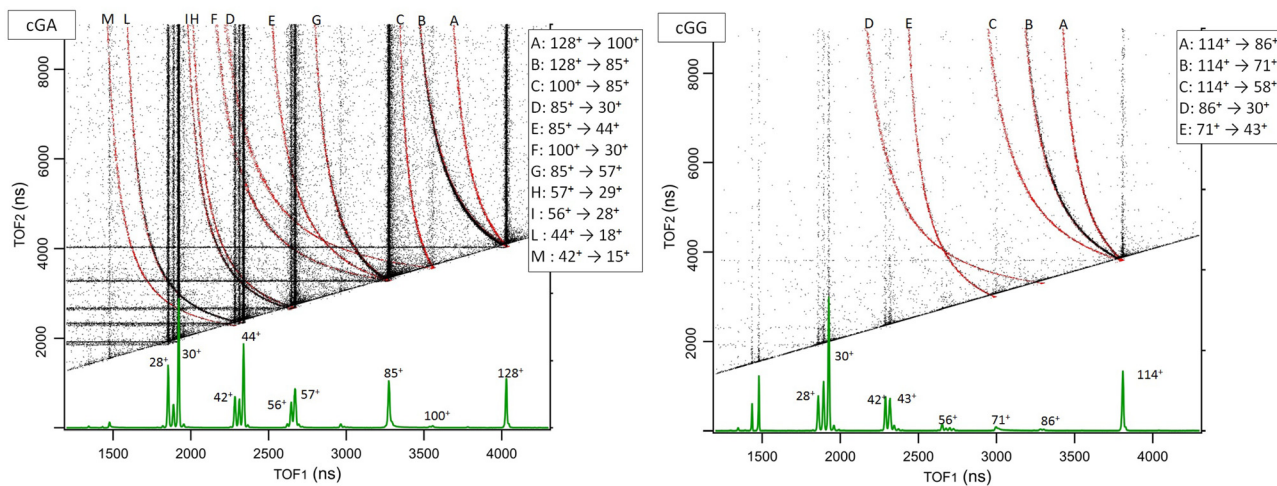 cGA
M L I H F D E G C B A
A: 128⁺ → 100⁺
B: 128⁺ → 85⁺
C: 100⁺ → 85⁺
D: 85⁺ → 30⁺
E: 85⁺ → 44⁺
F: 100⁺ → 30⁺
G: 85⁺ → 57⁺
H: 57⁺ → 29⁺
I : 56⁺ → 28⁺
L : 44⁺ → 18⁺
M : 42⁺ → 15⁺
TOF₂ (ns)
8000
6000
4000
2000
28⁺
30⁺
42⁺
44⁺
56⁺
57⁺
85⁺
100⁺
128⁺
1500 2000 2500 3000 3500 4000
TOF1 (ns)
cGG
D E C B A
A: 114⁺ → 86⁺
B: 114⁺ → 71⁺
C: 114⁺ → 58⁺
D: 86⁺ → 30⁺
E: 71⁺ → 43⁺
TOF₂ (ns)
8000
6000
4000
2000
28⁺
30⁺
42⁺
43⁺
56⁺
71⁺
86⁺
114⁺
1500 2000 2500 3000 3500 4000
TOF1 (ns)